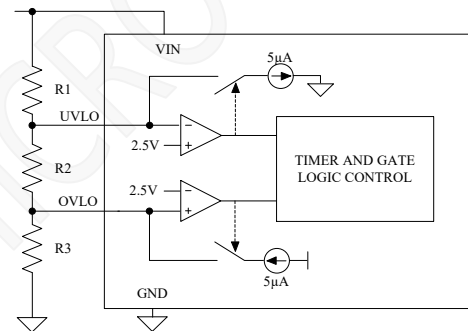 VIN
5µA
R1
UVLO
2.5V
TIMER AND GATE
LOGIC CONTROL
R2
2.5V
OVLO
R3
5µA
GND